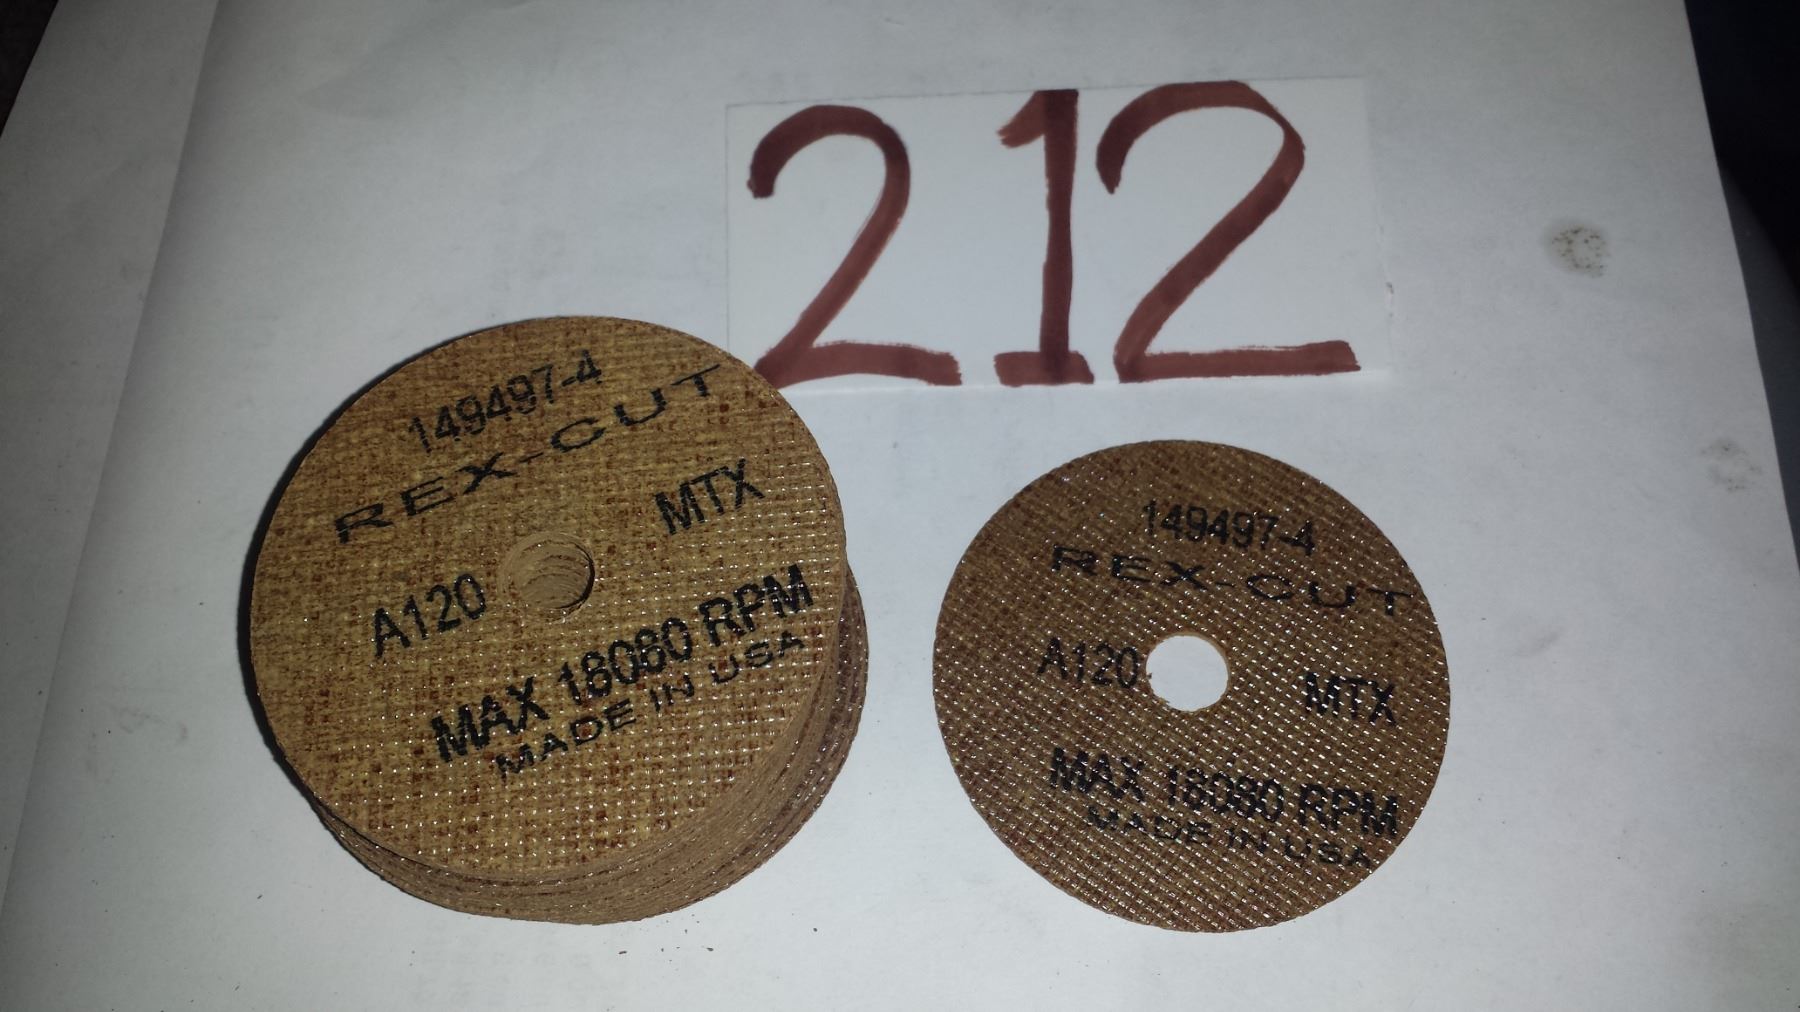 212
149497-4
REX-CUT
MTX
A120
MAX 18080 RPM
MADE IN USA
149497-4
REX-CUT
A120
MTX
MAX 18080 RPM
MADE IN USA